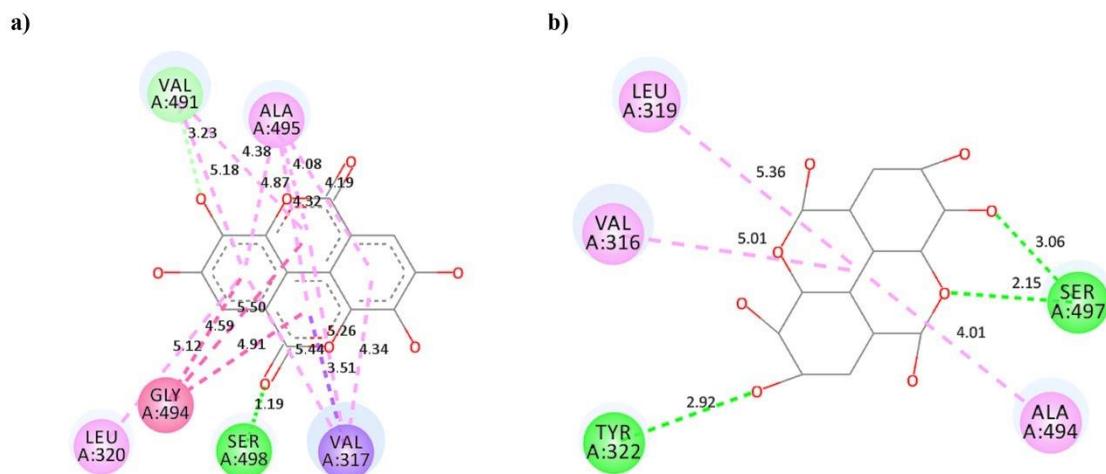 a)
VAL
A:491
ALA
A:495
3.23
4.38
4.08
5.18
4.87
4.19
4.32
O
O
O
O
O
5.50
4.59
5.26
5.12
4.91
5.44
O
4.34
O
3.51
O
1.19
GLY
A:494
LEU
A:320
SER
A:498
VAL
A:317
b)
LEU
A:319
O
O
5.36
VAL
A:316
O
5.01
O
3.06
2.15
SER
A:497
O
O
4.01
O
O
2.92
TYR
A:322
ALA
A:494